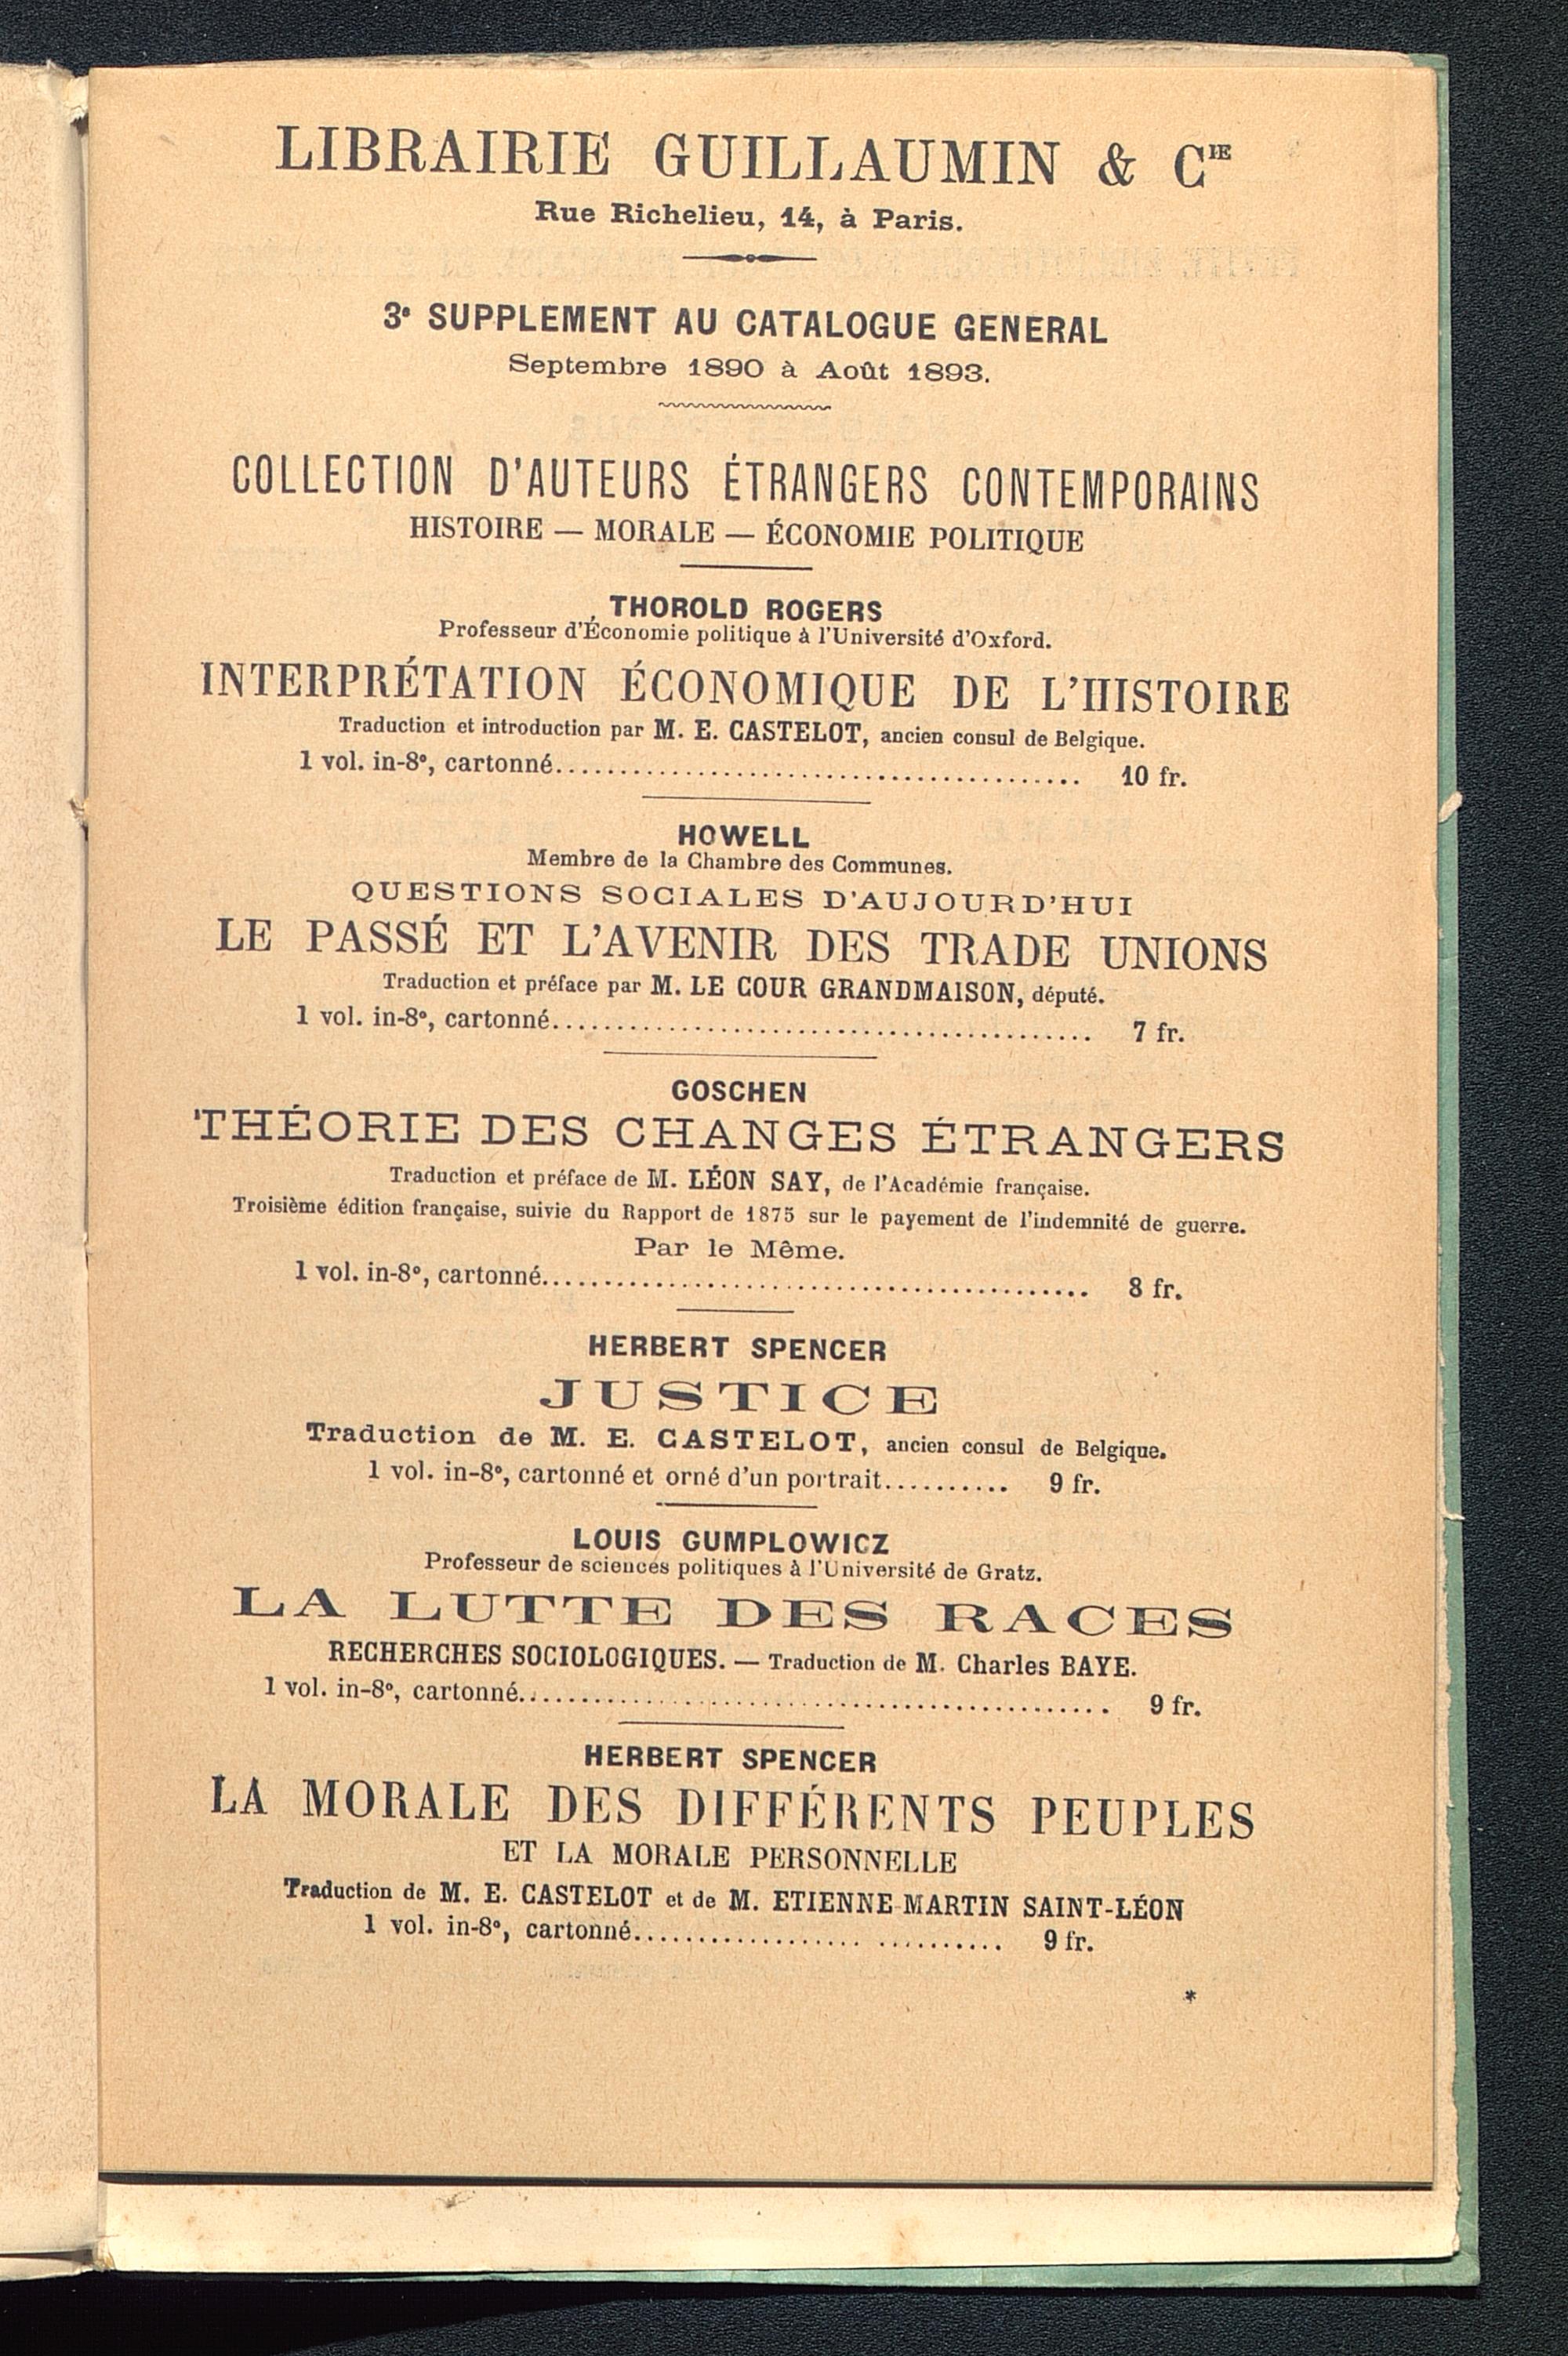 LIBRAIRIE GUILLAUMIN & CIE
Rue Richelieu, 14, à Paris.
3e SUPPLEMENT AU CATALOGUE GENERAL
Septembre 1890 à Août 1893.
COLLECTION D'AUTEURS ÉTRANGERS CONTEMPORAINS
HISTOIRE — MORALE — ÉCONOMIE POLITIQUE
THOROLD ROGERS
Professeur d'Économie politique à l'Université d'Oxford.
INTERPRÉTATION ÉCONOMIQUE DE L'HISTOIRE
Traduction et introduction par M. E. CASTELOT, ancien consul de Belgique.
1 vol. in-8°, cartonné........................................ 10 fr.
HOWELL
Membre de la Chambre des Communes.
QUESTIONS SOCIALES D'AUJOURD'HUI
LE PASSÉ ET L'AVENIR DES TRADE UNIONS
Traduction et préface par M. LE COUR GRANDMAISON, député.
1 vol. in-8°, cartonné......................................... 7 fr.
GOSCHEN
THÉORIE DES CHANGES ÉTRANGERS
Traduction et préface de M. LÉON SAY, de l'Académie française.
Troisième édition française, suivie du Rapport de 1875 sur le payement de l'indemnité de guerre.
Par le Même.
1 vol. in-8°, cartonné......................................... 8 fr.
HERBERT SPENCER
JUSTICE
Traduction de M. E. CASTELOT, ancien consul de Belgique.
1 vol. in-8°, cartonné et orné d'un portrait.......... 9 fr.
LOUIS GUMPLOWICZ
Professeur de sciences politiques à l'Université de Gratz.
LA LUTTE DES RACES
RECHERCHES SOCIOLOGIQUES. — Traduction de M. Charles BAYE.
1 vol. in-8°, cartonné............................................. 9 fr.
HERBERT SPENCER
LA MORALE DES DIFFÉRENTS PEUPLES
ET LA MORALE PERSONNELLE
Traduction de M. E. CASTELOT et de M. ETIENNE MARTIN SAINT-LÉON
1 vol. in-8°, cartonné.................. .......... 9 fr.
*